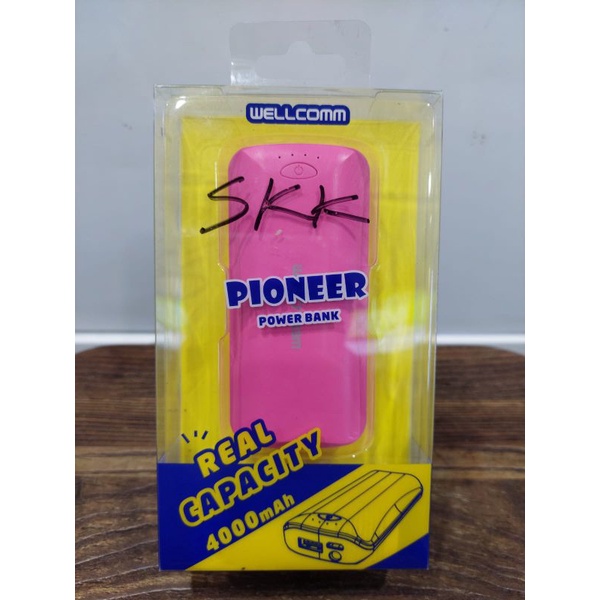 WELLCOMM
SKK
PIONEER
POWER BANK
REAL
CAPACITY
4000mAh